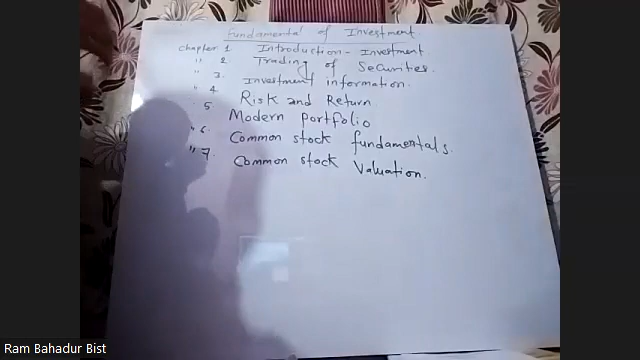 Fundamental of Investment.
Chapter 1 Introduction - Investment.
" 2. Trading of Securities.
" 3. Investment information.
" 4. Risk and Return
5 Modern portfolio
" 6. Common stock fundamentals.
" 7. Common stock Valuation.
Ram Bahadur Bist